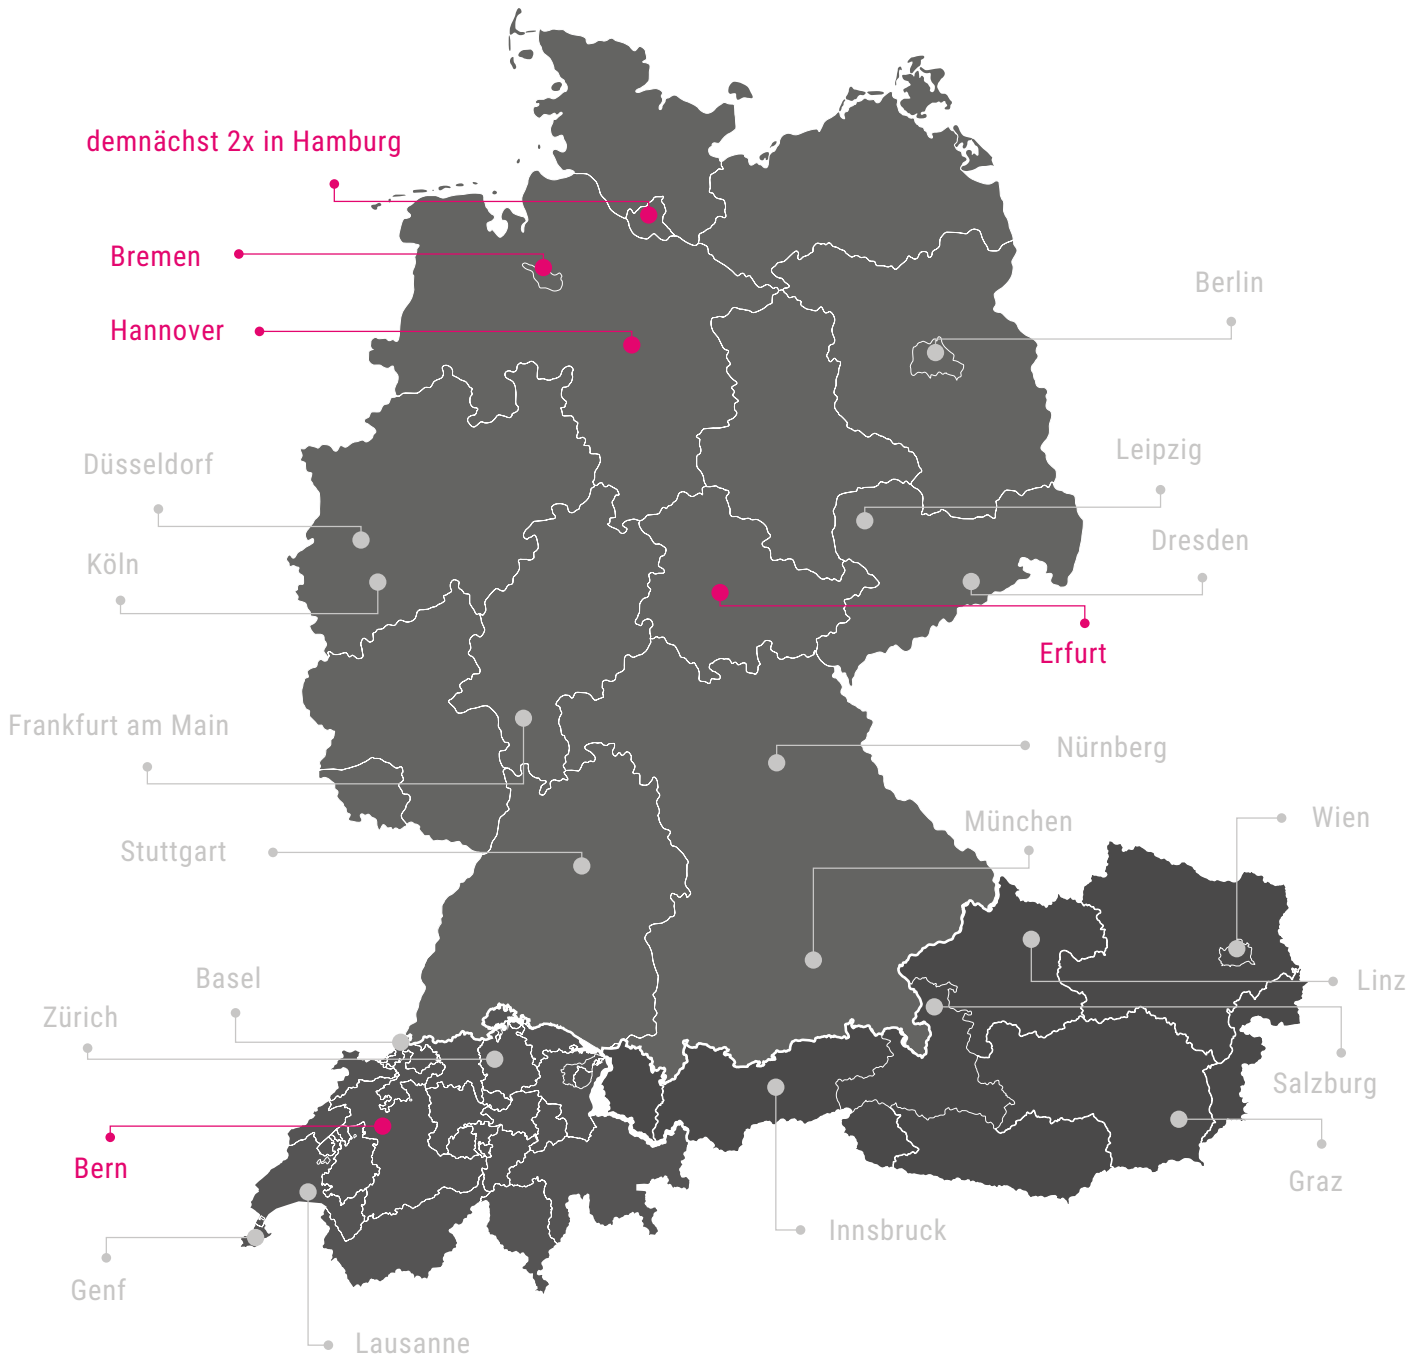 demnächst 2x in Hamburg
Bremen
Berlin
Hannover
Leipzig
Düsseldorf
Dresden
Köln
Erfurt
Frankfurt am Main
Nürnberg
Wien
München
Stuttgart
Basel
Linz
Zürich
Salzburg
Bern
Graz
Innsbruck
Genf
Lausanne